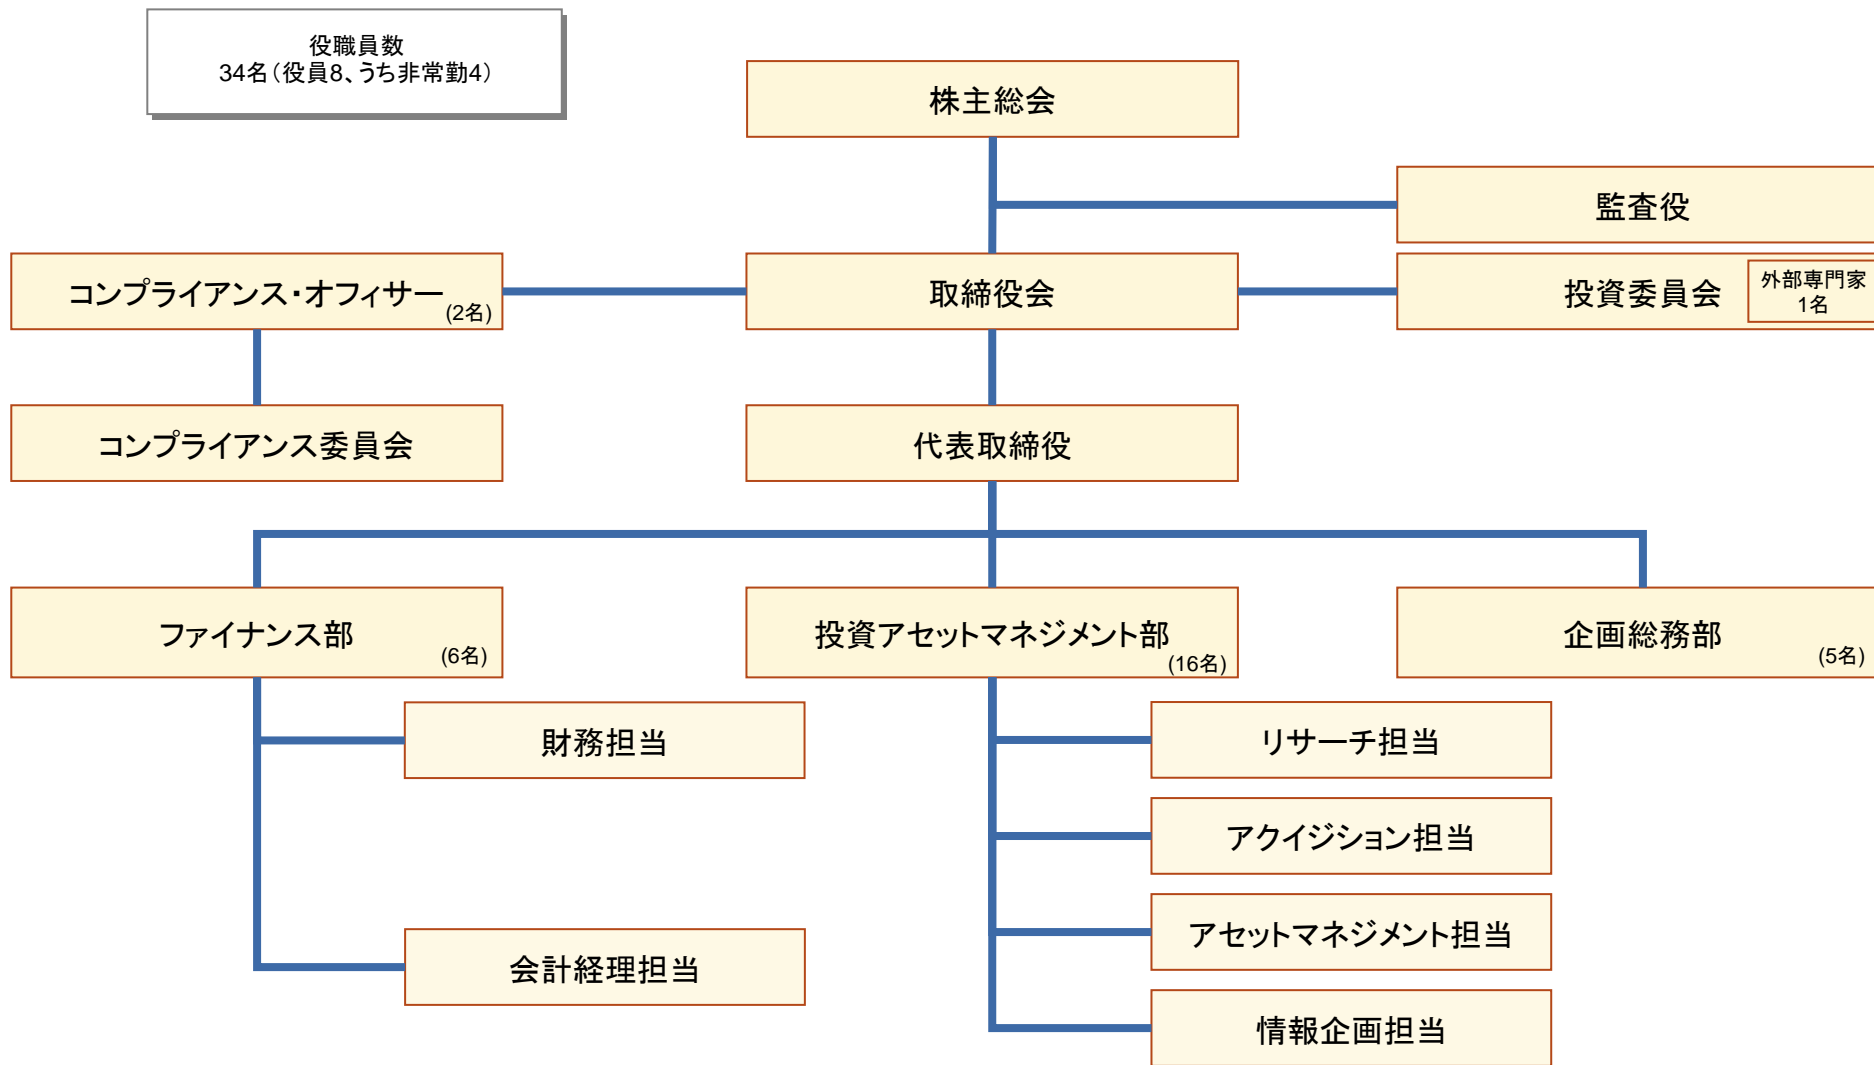 役職員数
34名（役員8、うち非常勤4）
株主総会
監査役
コンプライアンス・オフィサー
(2名)
取締役会
投資委員会
外部専門家
1名
コンプライアンス委員会
代表取締役
ファイナンス部
(6名)
投資アセットマネジメント部
(16名)
企画総務部
(5名)
財務担当
リサーチ担当
アクイジション担当
アセットマネジメント担当
会計経理担当
情報企画担当